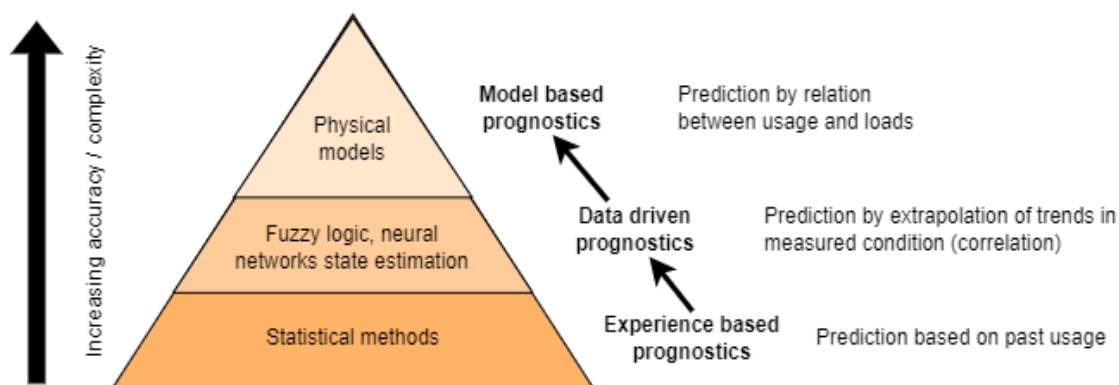 Increasing accuracy / complexity
Physical
models
Model based
prognostics
Prediction by relation
between usage and loads
Fuzzy logic, neural
networks state estimation
Data driven
prognostics
Prediction by extrapolation of trends in
measured condition (correlation)
Statistical methods
Experience based
prognostics
Prediction based on past usage